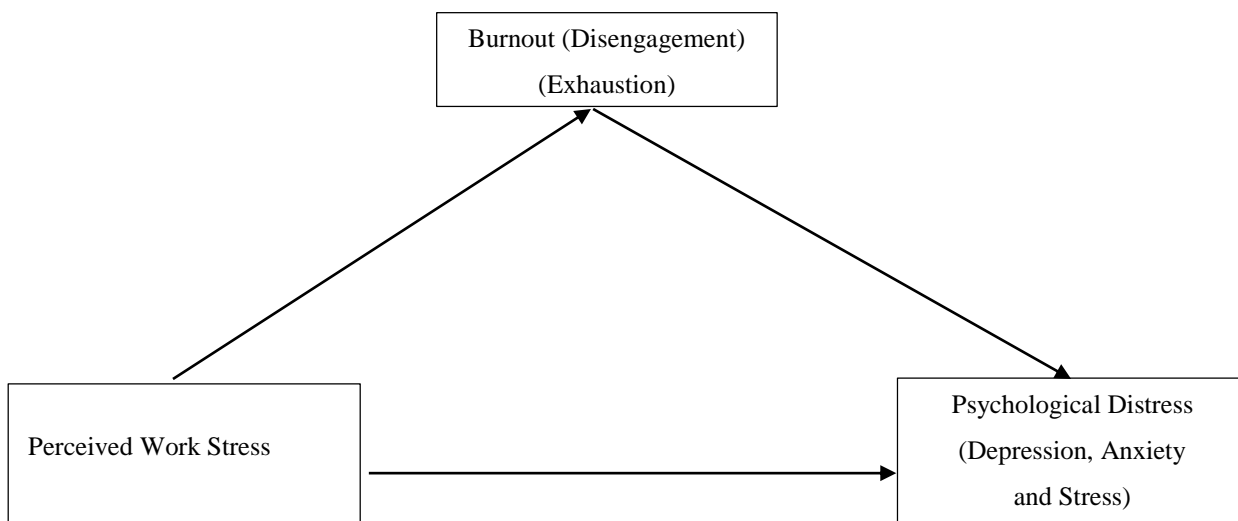 Burnout (Disengagement)
(Exhaustion)
Perceived Work Stress
Psychological Distress
(Depression, Anxiety
and Stress)